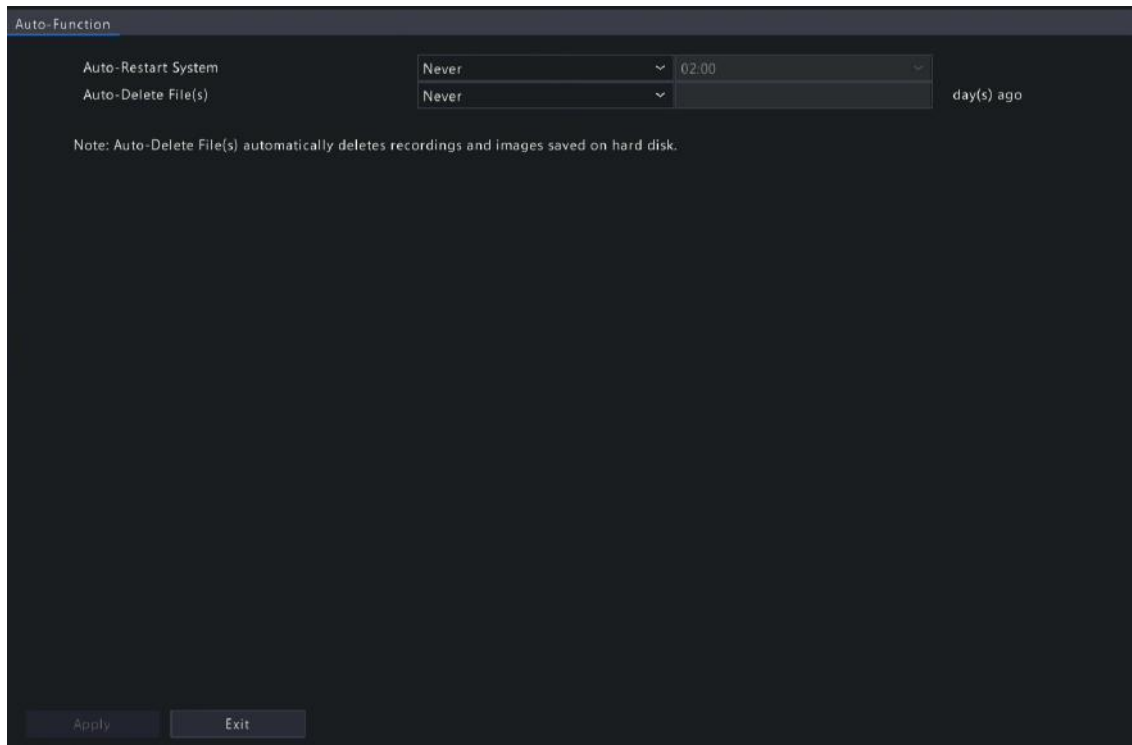 Auto-Function
Auto-Restart System Never 02:00
Auto-Delete File(s) Never day(s) ago
Note: Auto-Delete File(s) automatically deletes recordings and images saved on hard disk.
Apply Exit